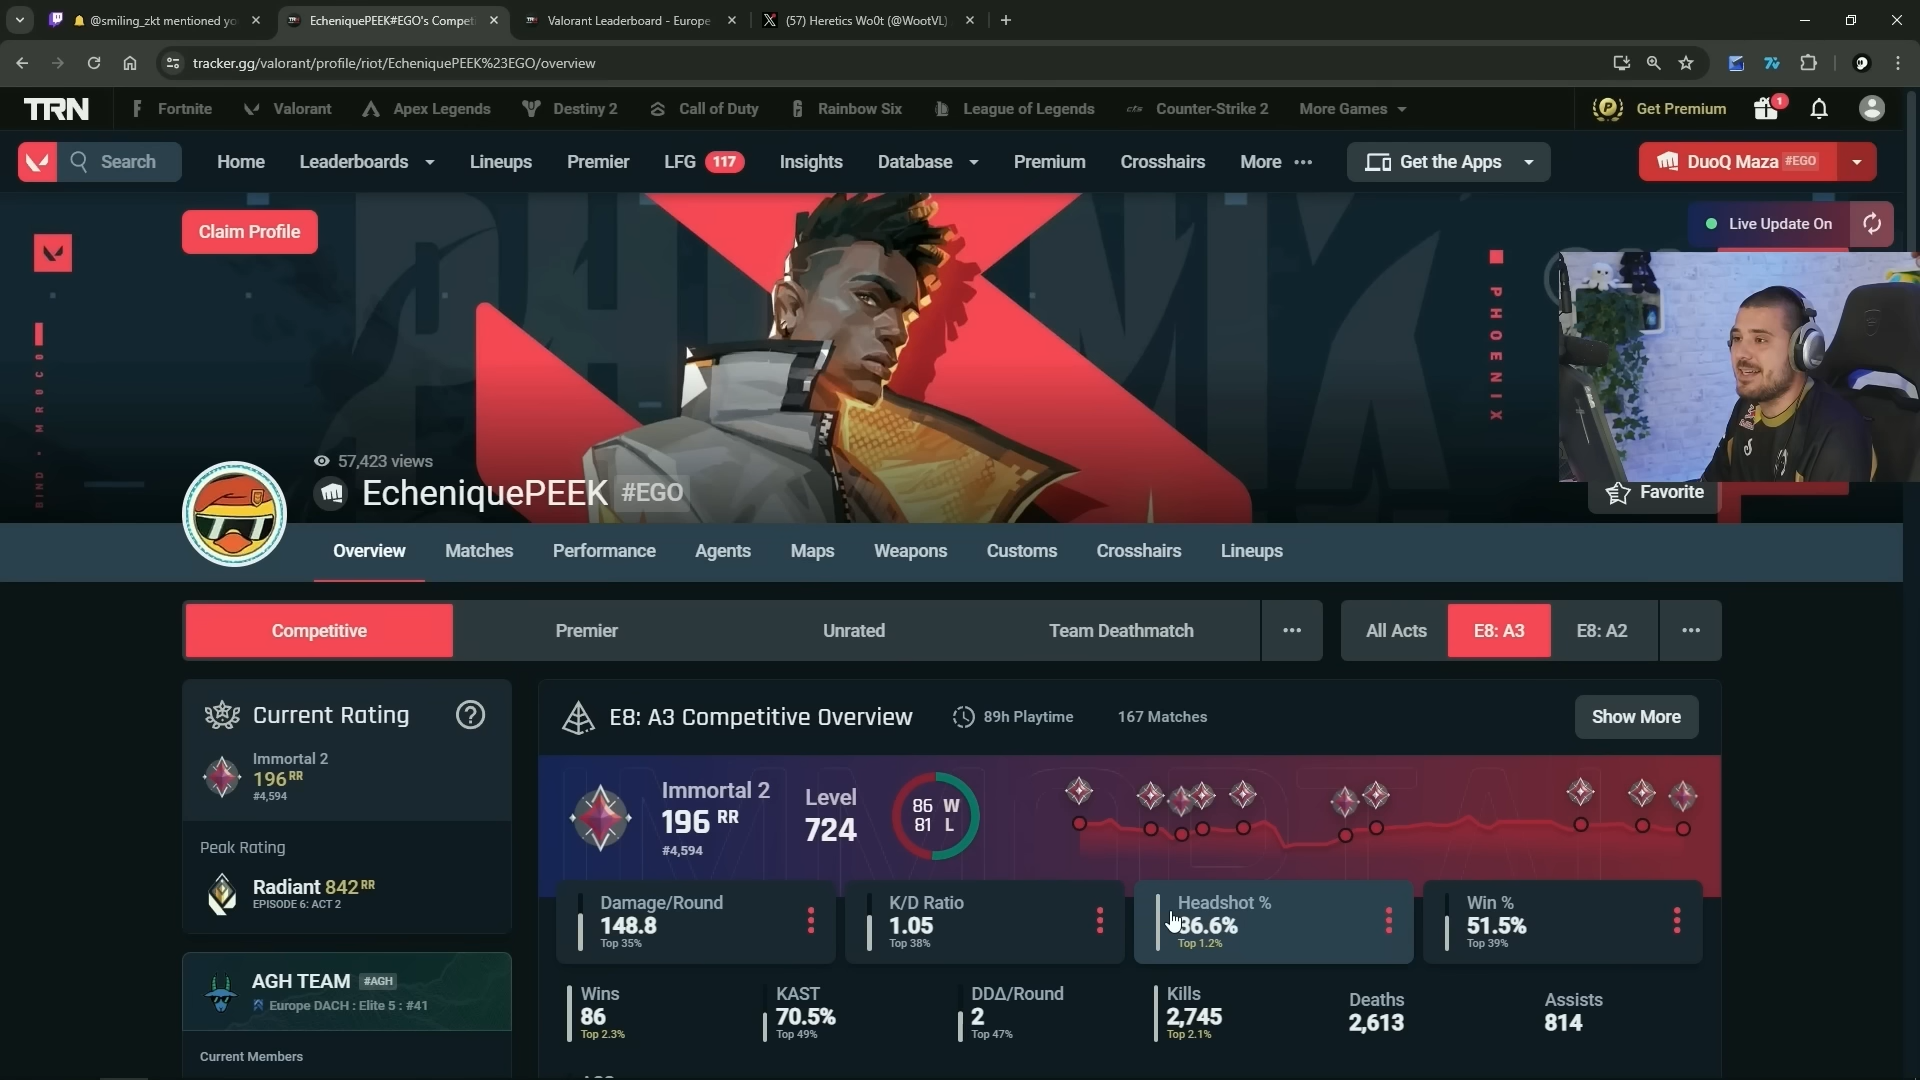 @smiling_zkt mentioned yo
EcheniquePEEK#EGO's Compet
Valorant Leaderboard - Europe
(57) Heretics Wo0t (@WootVL)
tracker.gg/valorant/profile/riot/EcheniquePEEK%23EGO/overview
TRN
Fortnite
Valorant
Apex Legends
Destiny 2
Call of Duty
Rainbow Six
League of Legends
Counter-Strike 2
More Games
Get Premium
1
Search
Home
Leaderboards
Lineups
Premier
LFG 117
Insights
Database
Premium
Crosshairs
More
Get the Apps
DuoQ Maza #EGO
Claim Profile
Live Update On
PHOENIX
57,423 views
EcheniquePEEK #EGO
Favorite
Overview
Matches
Performance
Agents
Maps
Weapons
Customs
Crosshairs
Lineups
Competitive
Premier
Unrated
Team Deathmatch
All Acts
E8: A3
E8: A2
Current Rating
Immortal 2
196 RR
#4,594
Peak Rating
Radiant 842 RR
EPISODE 6: ACT 2
AGH TEAM #AGH
Europe DACH : Elite 5 : #41
Current Members
E8: A3 Competitive Overview
89h Playtime
167 Matches
Show More
Immortal 2
196 RR
#4,594
Level
724
86 W
81 L
Damage/Round
148.8
Top 35%
K/D Ratio
1.05
Top 38%
Headshot %
36.6%
Top 1.2%
Win %
51.5%
Top 39%
Wins
86
Top 2.3%
KAST
70.5%
Top 49%
DDΔ/Round
2
Top 47%
Kills
2,745
Top 2.1%
Deaths
2,613
Assists
814